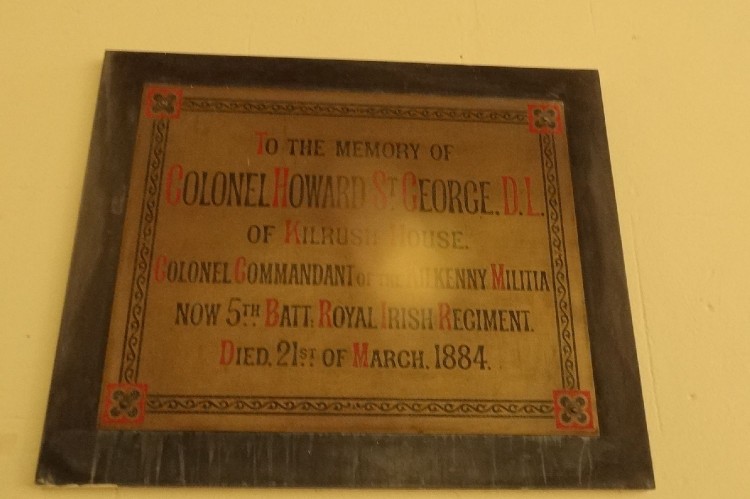 TO THE MEMORY OF
COLONEL HOWARD ST GEORGE, D.L.
OF KILRUSH HOUSE.
COLONEL COMMANDANT OF THE KILKENNY MILITIA
NOW 5TH BATT. ROYAL IRISH REGIMENT.
DIED, 21ST OF MARCH, 1884.